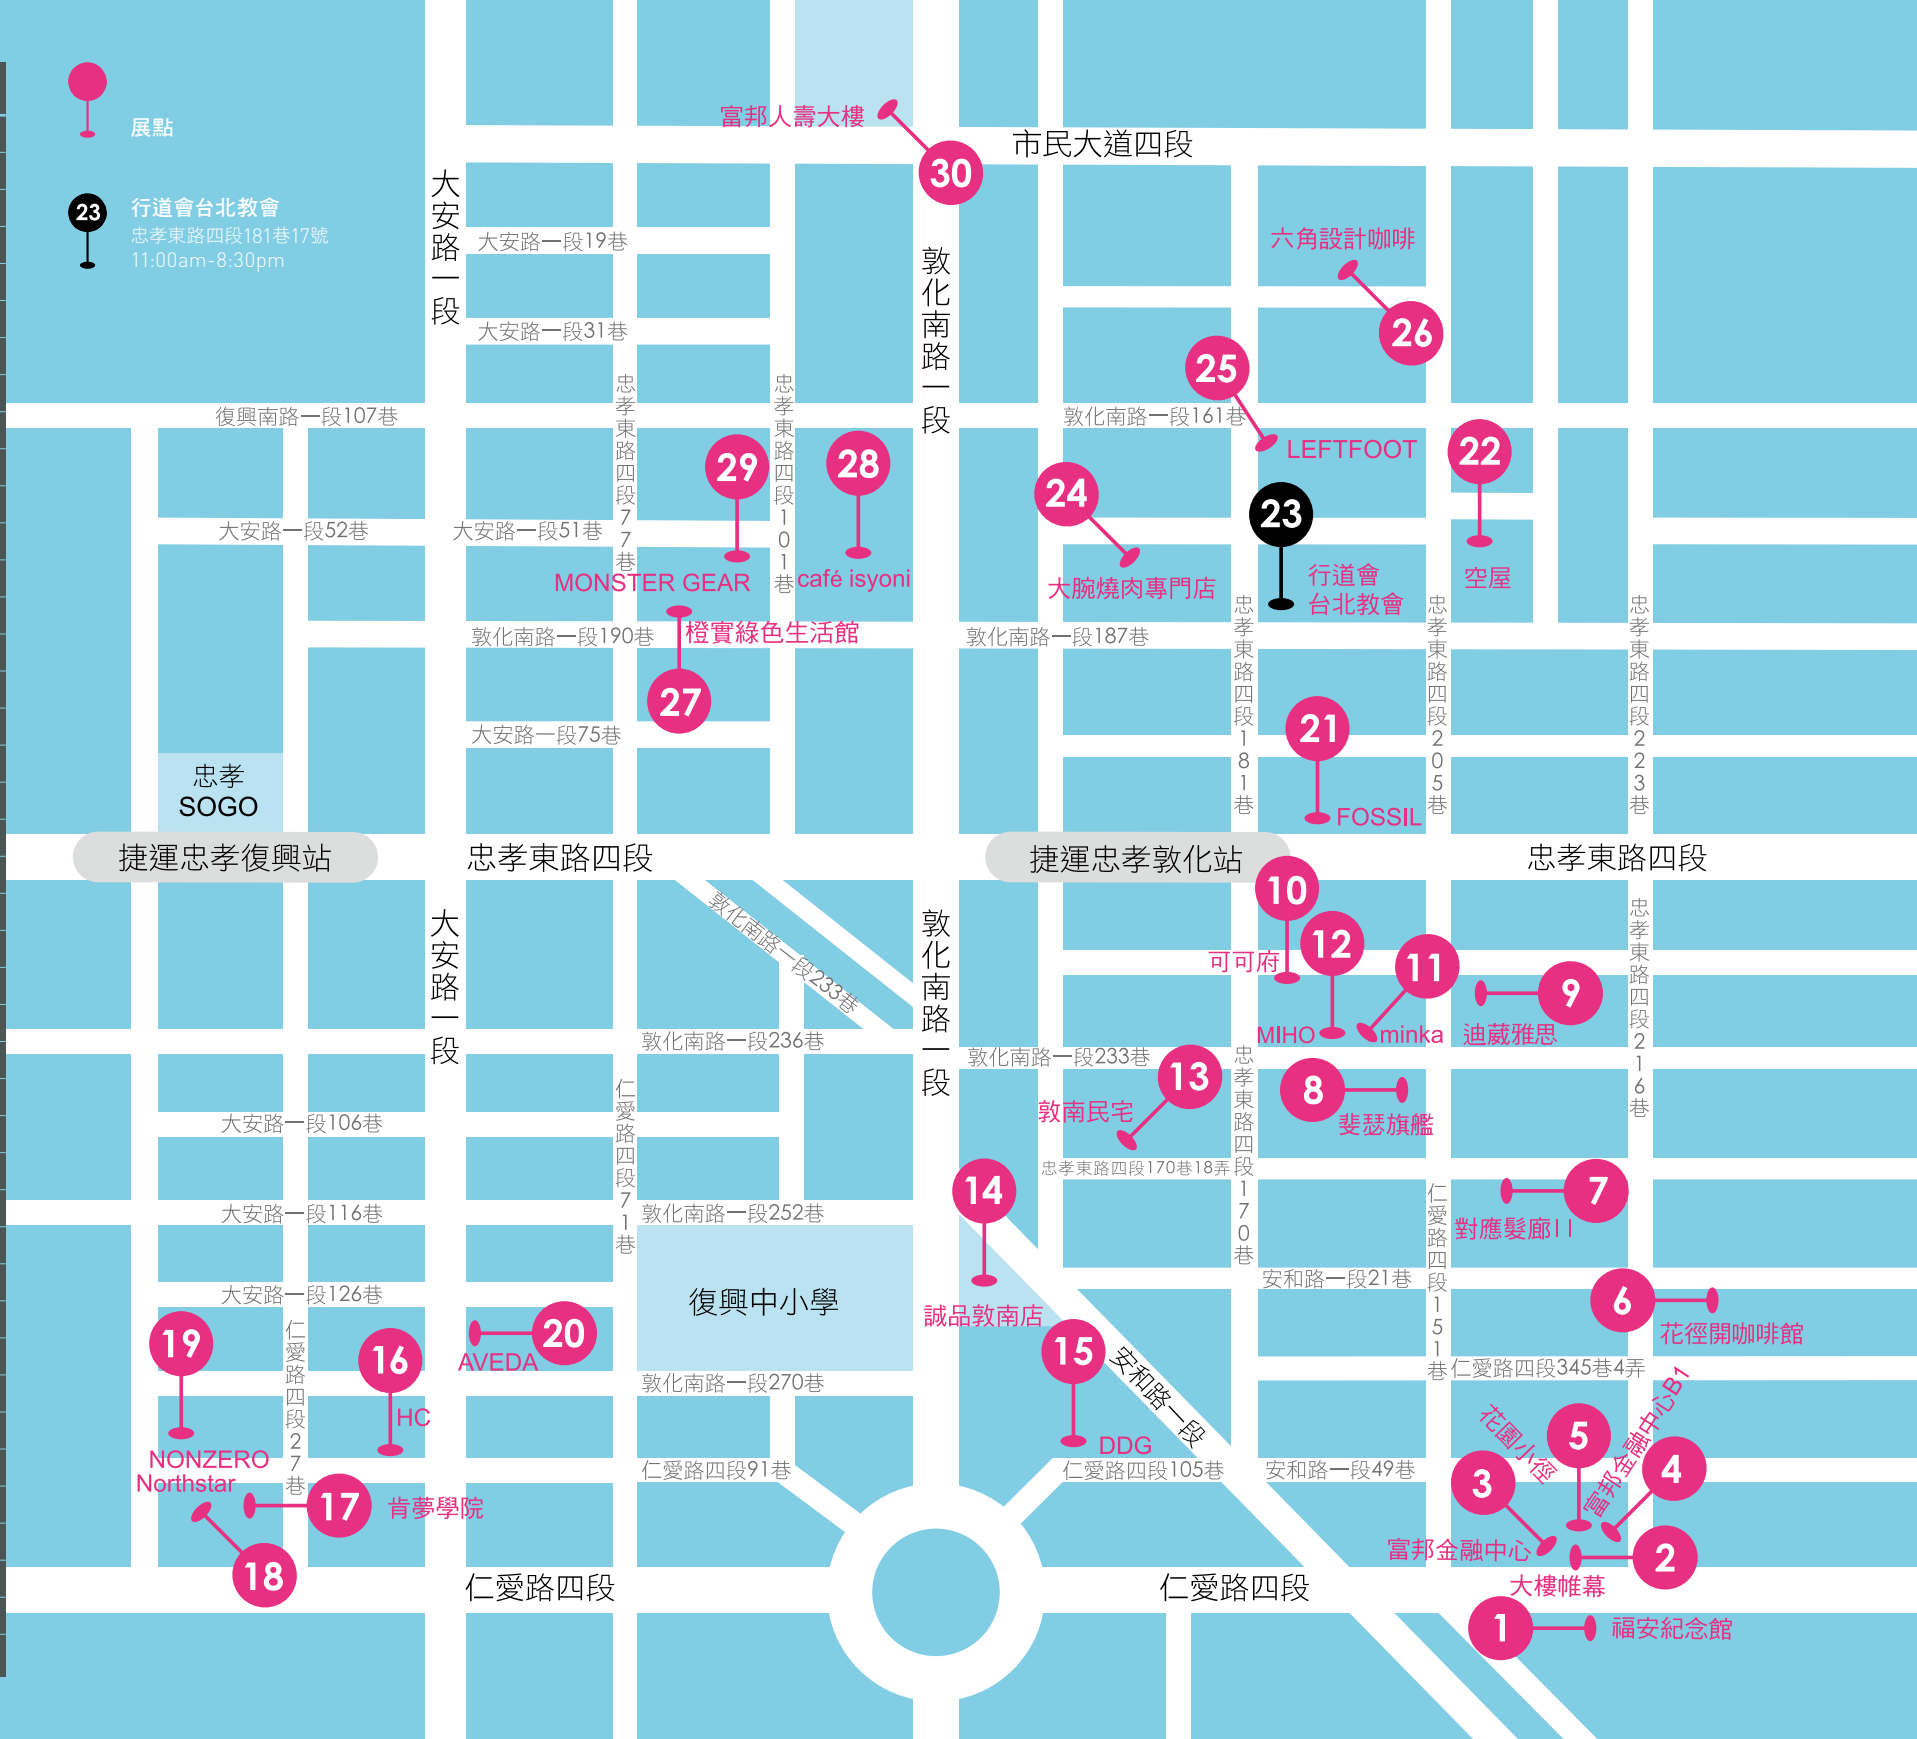 展點
23
行道會台北教會
忠孝東路四段181巷17號
11:00am-8:30pm
富邦人壽大樓
30
市民大道四段
大安路一段
大安路一段19巷
敦化南路一段
六角設計咖啡
26
大安路一段31巷
25
忠孝東路四段77巷
忠孝東路四段101巷
復興南路一段107巷
敦化南路一段161巷
LEFTFOOT
22
29
28
24
23
大安路一段52巷
大安路一段51巷
MONSTER GEAR
café isyoni
大腕燒肉專門店
行道會
台北教會
空屋
橙實綠色生活館
敦化南路一段190巷
敦化南路一段187巷
忠孝東路四段181巷
忠孝東路四段205巷
忠孝東路四段223巷
27
大安路一段75巷
21
FOSSIL
忠孝
SOGO
捷運忠孝復興站
忠孝東路四段
捷運忠孝敦化站
忠孝東路四段
10
敦化南路一段233巷
大安路一段
敦化南路一段
忠孝東路四段216巷
12
11
9
可可府
MIHO
minka
迪葳雅思
敦化南路一段236巷
敦化南路一段233巷
忠孝東路四段170巷
13
8
敦南民宅
斐瑟旗艦
仁愛路四段71巷
大安路一段106巷
忠孝東路四段170巷18弄
14
7
仁愛路四段151巷
對應髮廊II
大安路一段116巷
敦化南路一段252巷
安和路一段21巷
大安路一段126巷
復興中小學
誠品敦南店
6
花徑開咖啡館
19
16
20
AVEDA
15
安和路一段
仁愛路四段27巷
敦化南路一段270巷
仁愛路四段345巷4弄
HC
DDG
花園小徑
5
富邦金融中心B1
4
3
NONZERO
Northstar
仁愛路四段91巷
仁愛路四段105巷
安和路一段49巷
17
肯夢學院
18
富邦金融中心
2
大樓帷幕
仁愛路四段
仁愛路四段
1
福安紀念館